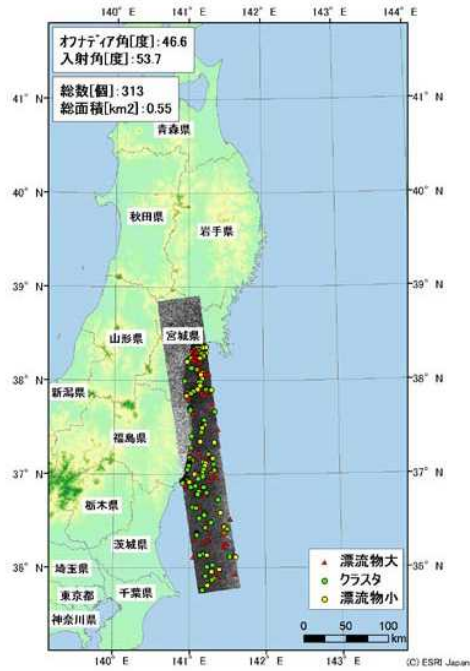 140˚ E 141˚ E 142˚ E 143˚ E 144˚ E
オフナディア角[度]:46.6
入射角[度]:53.7
総数[個]:313
総面積[km2]:0.55
41˚ N 41˚ N
青森県
40˚ N 40˚ N
秋田県
岩手県
39˚ N 39˚ N
山形県
宮城県
38˚ N 38˚ N
新潟県
福島県
37˚ N 37˚ N
栃木県
茨城県
36˚ N 36˚ N
埼玉県
東京都
千葉県
神奈川県
漂流物大
クラスタ
漂流物小
0 50 100
km
140˚ E 141˚ E 142˚ E 143˚ E
(C) ESRI Japan